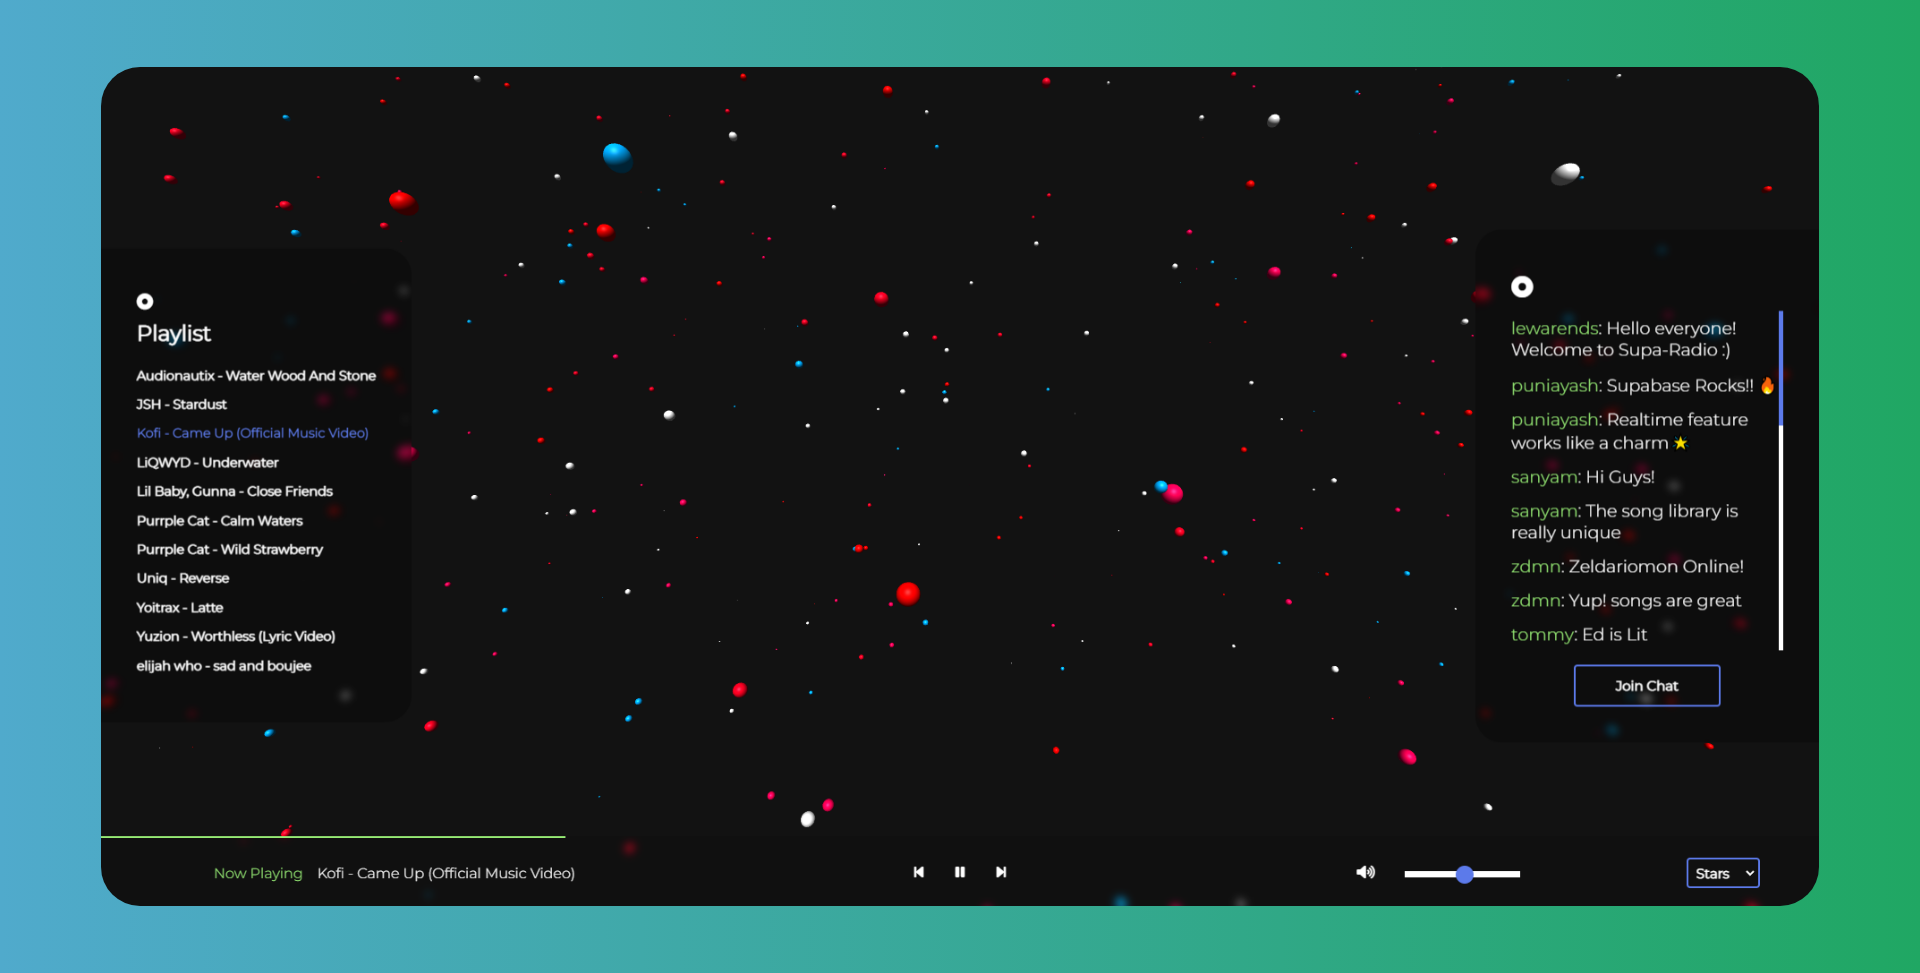 Playlist
Audionautix - Water Wood And Stone
JSH - Stardust
Kofi - Came Up (Official Music Video)
LiQWYD - Underwater
Lil Baby, Gunna - Close Friends
Purrple Cat - Calm Waters
Purrple Cat - Wild Strawberry
Uniq - Reverse
Yoitrax - Latte
Yuzion - Worthless (Lyric Video)
elijah who - sad and boujee
lewarends: Hello everyone!
Welcome to Supa-Radio :)
puniayash: Supabase Rocks!! 🔥
puniayash: Realtime feature
works like a charm ⭐
sanyam: Hi Guys!
sanyam: The song library is
really unique
zdmn: Zeldariomon Online!
zdmn: Yup! songs are great
tommy: Ed is Lit
Join Chat
Now Playing Kofi - Came Up (Official Music Video)
Stars